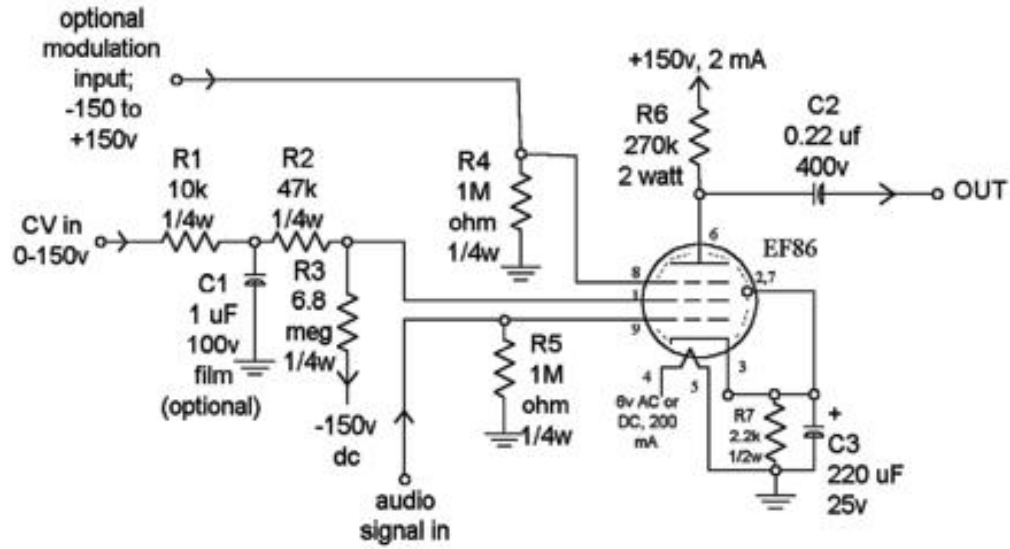 optional
modulation
input;
-150 to
+150v
+150v, 2 mA
R6
270k
2 watt
C2
0.22 uf
400v
OUT
R1
10k
1/4w
R2
47k
1/4w
R4
1M
ohm
1/4w
CV in
0-150v
C1
1 uF
100v
film
(optional)
R3
6.8
meg
1/4w
-150v
dc
6
EF86
8
2,7
1
9
3
4
5
R5
1M
ohm
1/4w
6v AC or
DC, 200
mA
R7
2.2k
1/2w
+
C3
220 uF
25v
audio
signal in